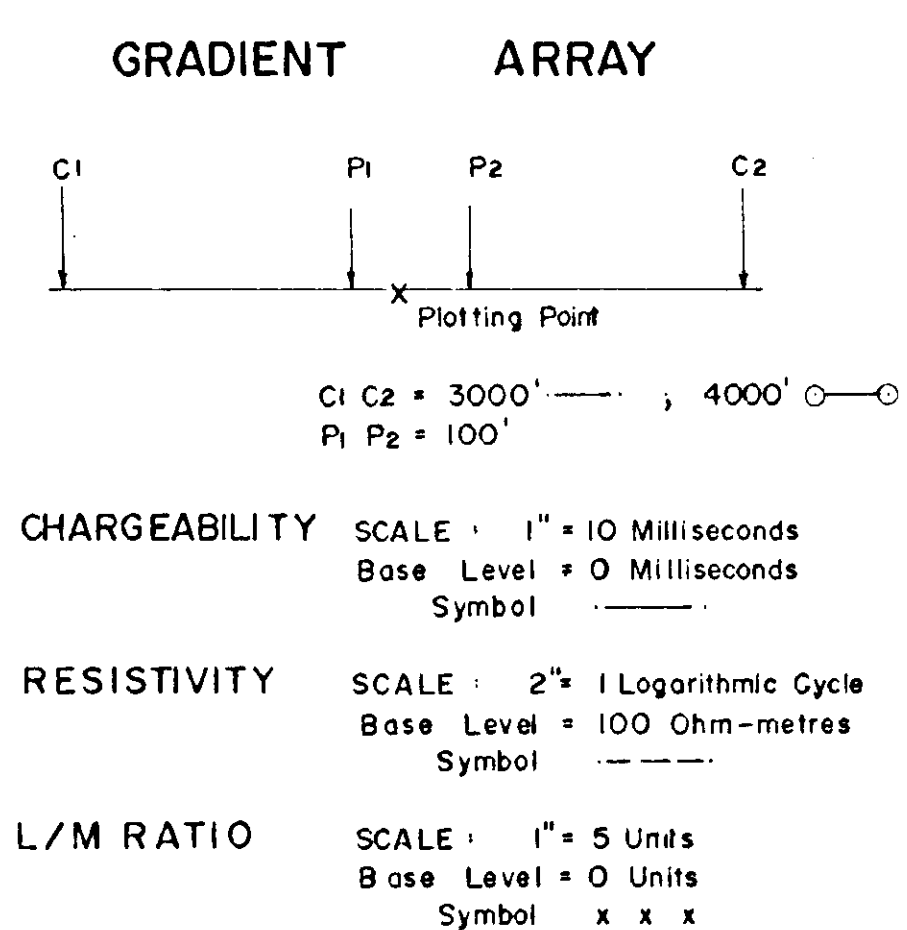 GRADIENT ARRAY
C1 P1 P2 C2
x
Plotting Point
C1 C2 = 3000' ; 4000'
P1 P2 = 100'
CHARGEABILITY SCALE : 1" = 10 Milliseconds
Base Level = 0 Milliseconds
Symbol
RESISTIVITY SCALE : 2" = 1 Logarithmic Cycle
Base Level = 100 Ohm-metres
Symbol
L/M RATIO SCALE : 1" = 5 Units
Base Level = 0 Units
Symbol x x x